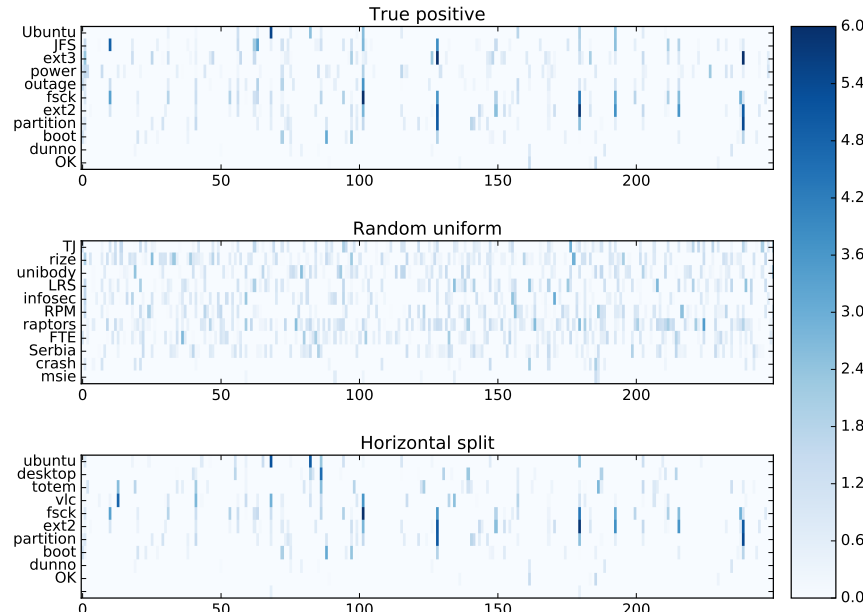 True positive
Ubuntu
JFS
ext3
power
outage
fsck
ext2
partition
boot
dunno
OK
0 50 100 150 200
Random uniform
TJ
rize
unibody
LRS
infosec
RPM
raptors
FTE
Serbia
crash
msie
0 50 100 150 200
Horizontal split
ubuntu
desktop
totem
vlc
fsck
ext2
partition
boot
dunno
OK
0 50 100 150 200
6.0
5.4
4.8
4.2
3.6
3.0
2.4
1.8
1.2
0.6
0.0